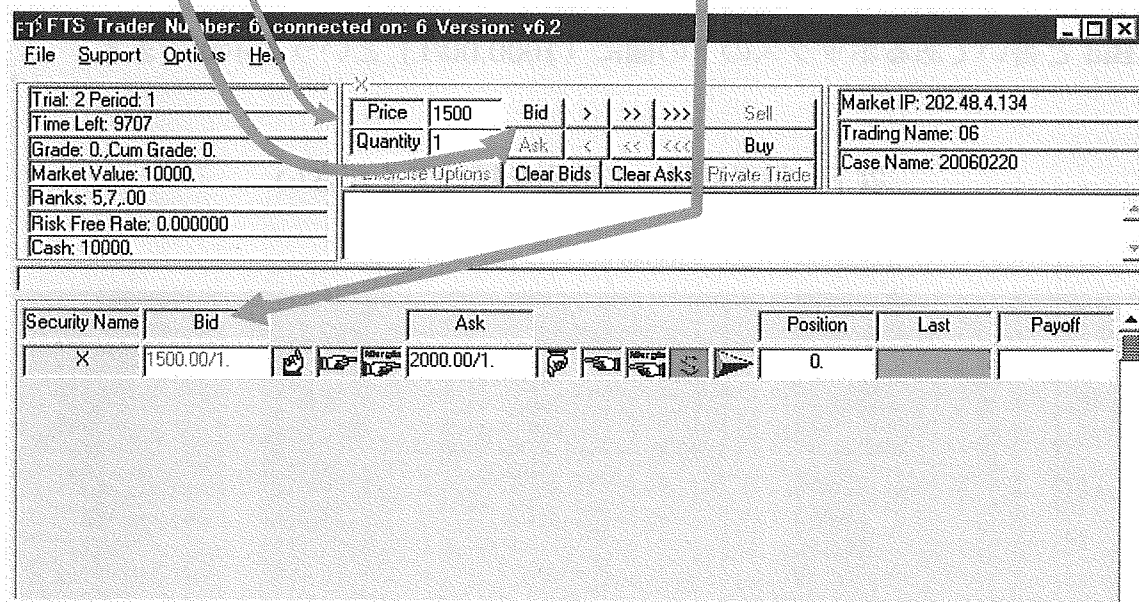 FTS FTS Trader Number: 6, connected on: 6 Version: v6.2
File Support Options Help
Trial: 2 Period: 1
Time Left: 9707
Grade: 0.,Cum Grade: 0.
Market Value: 10000.
Ranks: 5,7,.00
Risk Free Rate: 0.000000
Cash: 10000.
X
Price 1500 Bid > >> >>> Sell
Quantity 1 Ask < << <<< Buy
Exercise Options Clear Bids Clear Asks Private Trade
Market IP: 202.48.4.134
Trading Name: 06
Case Name: 20060220
Security Name Bid Ask Position Last Payoff
X 1500.00/1. Margin 2000.00/1. Margin 0.